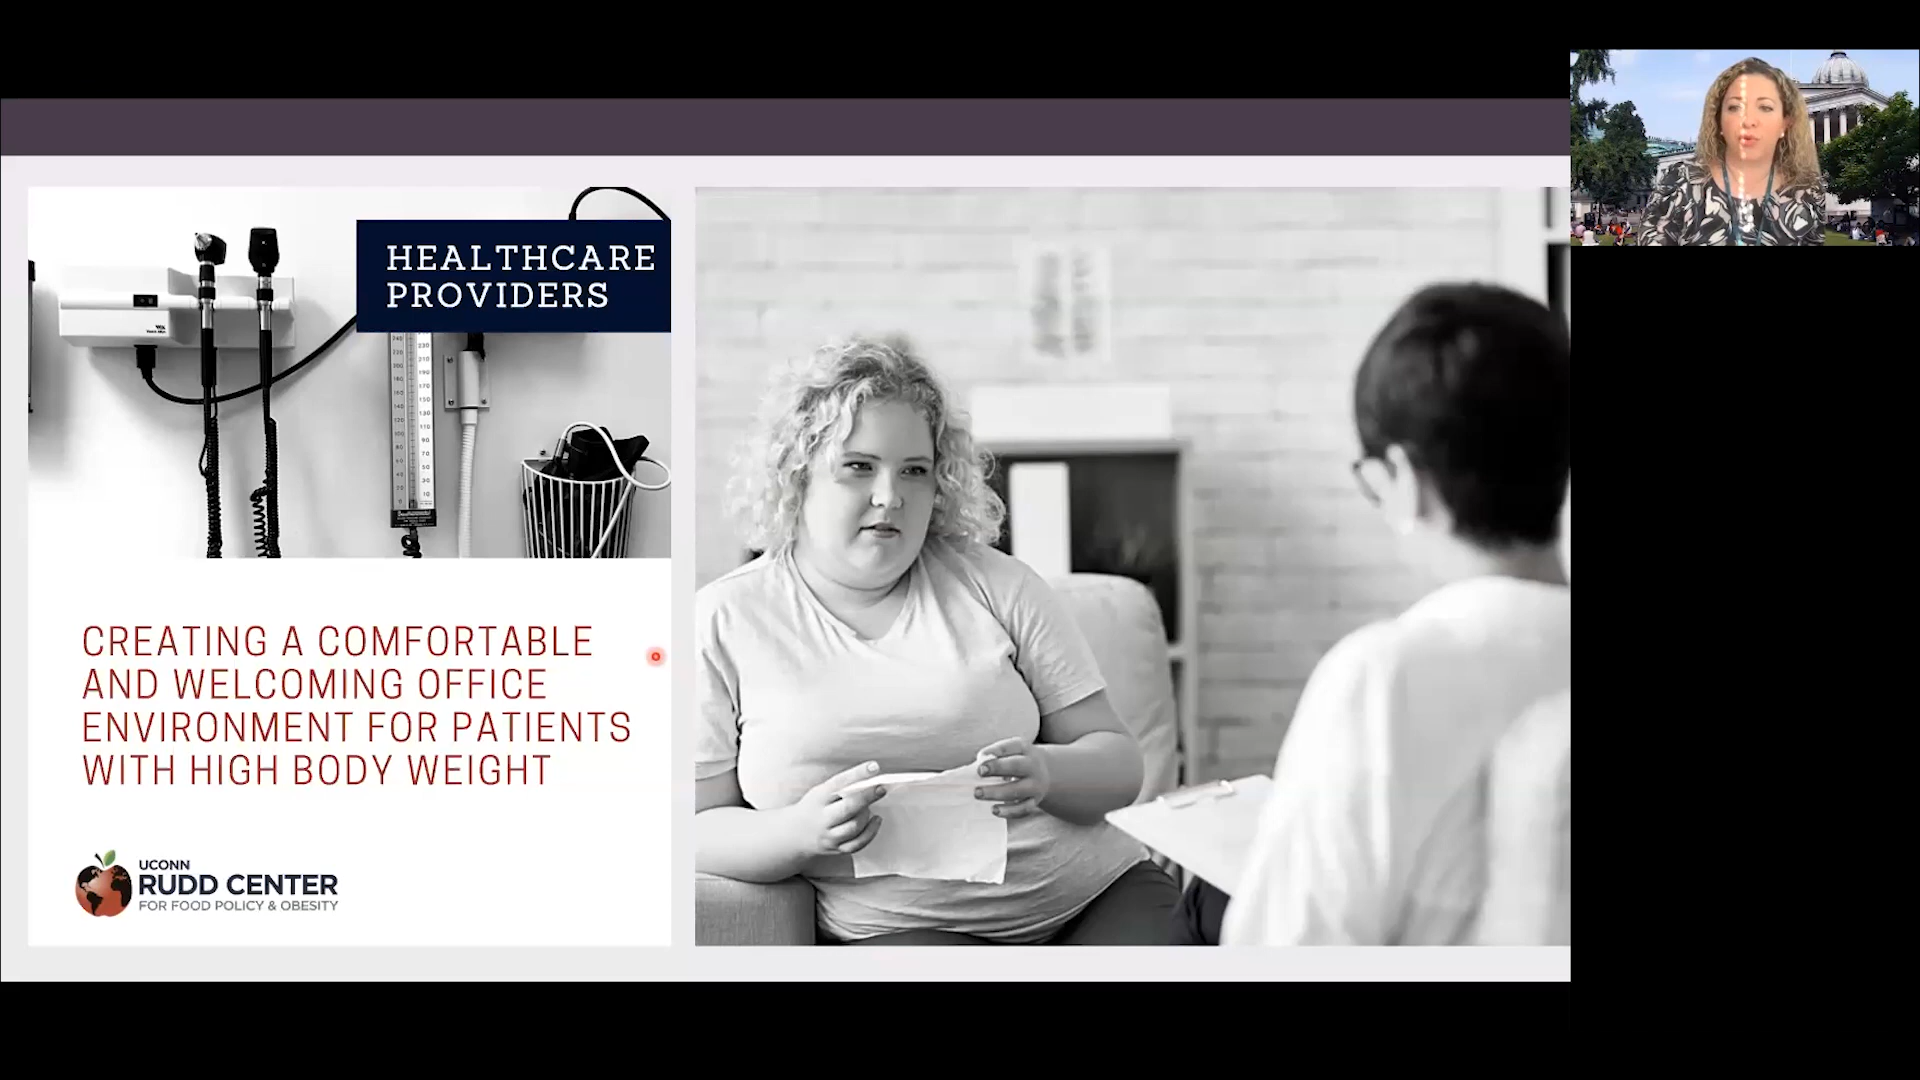 HEALTHCARE
PROVIDERS
CREATING A COMFORTABLE
AND WELCOMING OFFICE
ENVIRONMENT FOR PATIENTS
WITH HIGH BODY WEIGHT
UCONN
RUDD CENTER
FOR FOOD POLICY & OBESITY